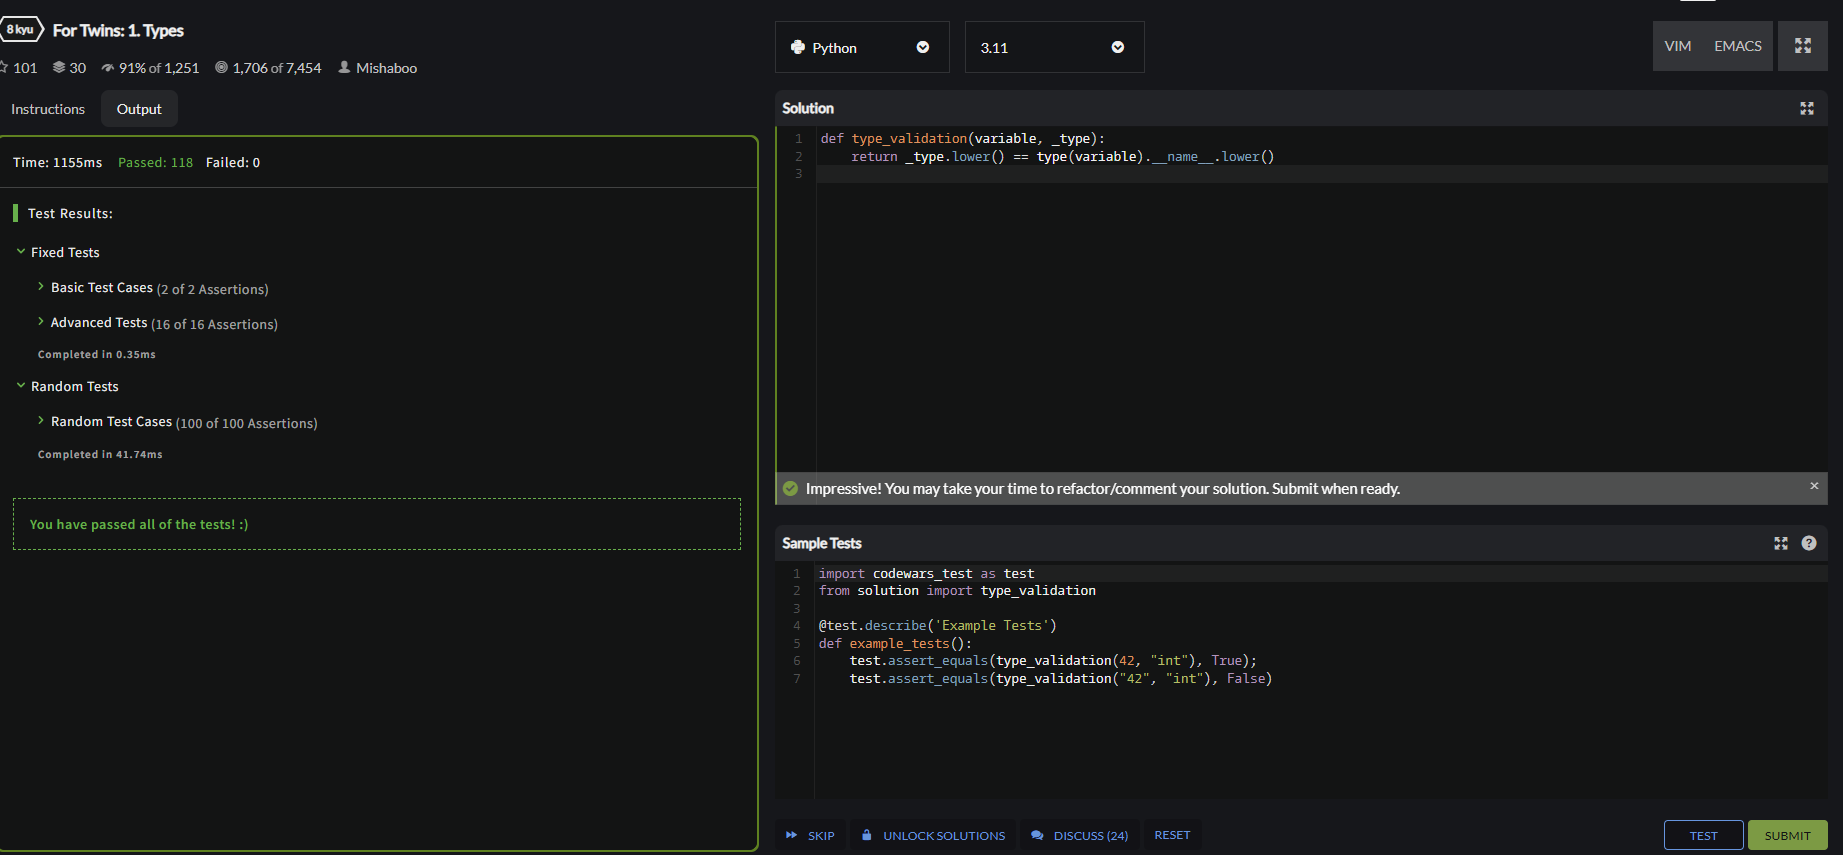 8 kyu For Twins: 1. Types
101 30 91% of 1,251 1,706 of 7,454 Mishaboo
Instructions Output
Time: 1155ms Passed: 118 Failed: 0
Test Results:
Fixed Tests
Basic Test Cases (2 of 2 Assertions)
Advanced Tests (16 of 16 Assertions)
Completed in 0.35ms
Random Tests
Random Test Cases (100 of 100 Assertions)
Completed in 41.74ms
You have passed all of the tests! :)
Python 3.11 VIM EMACS
Solution
1 def type_validation(variable, _type):
2     return _type.lower() == type(variable).__name__.lower()
3
Impressive! You may take your time to refactor/comment your solution. Submit when ready. ×
Sample Tests ?
1 import codewars_test as test
2 from solution import type_validation
3
4 @test.describe('Example Tests')
5 def example_tests():
6     test.assert_equals(type_validation(42, "int"), True);
7     test.assert_equals(type_validation("42", "int"), False)
SKIP UNLOCK SOLUTIONS DISCUSS (24) RESET TEST SUBMIT